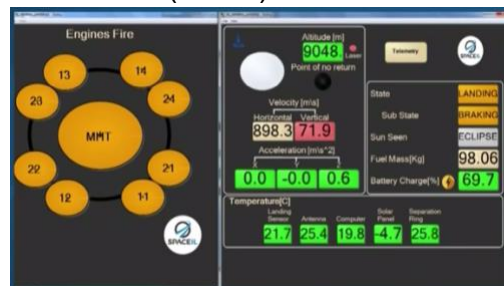 Engines Fire
13
14
23
24
MMT
22
21
12
11
SPACEIL
Altitude [m]
9048.
Laser
Point of no return
Velocity [m/s]
Horizontal Vertical
898.3 71.9
Acceleration [m/s^2]
X Y Z
0.0 -0.0 0.6
Telemetry
SPACEIL
State LANDING
Sub State BRAKING
Sun Seen ECLIPSE
Fuel Mass[Kg] 98.06
Battery Charge[%] 69.7
Temperature[C]
Landing Sensor Antenna Computer Solar Panel Separation Ring
21.7 25.4 19.8 -4.7 25.8